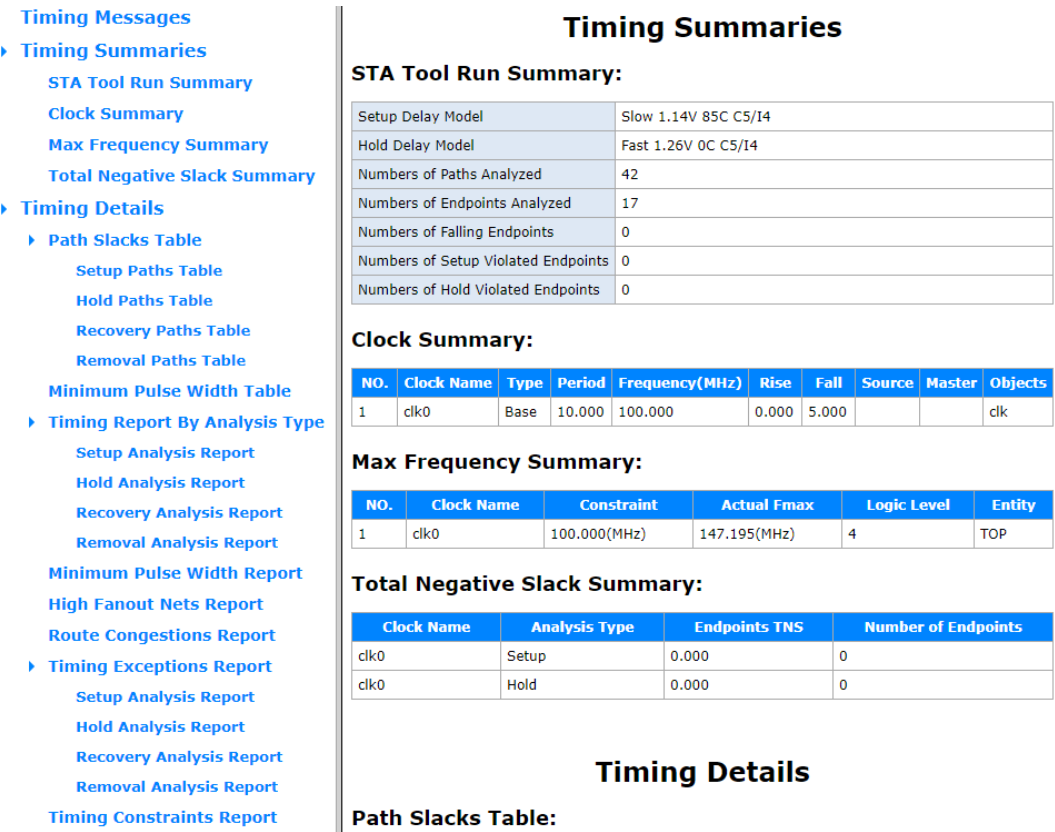 Timing Messages
Timing Summaries
STA Tool Run Summary
Clock Summary
Max Frequency Summary
Total Negative Slack Summary
Timing Details
Path Slacks Table
Setup Paths Table
Hold Paths Table
Recovery Paths Table
Removal Paths Table
Minimum Pulse Width Table
Timing Report By Analysis Type
Setup Analysis Report
Hold Analysis Report
Recovery Analysis Report
Removal Analysis Report
Minimum Pulse Width Report
High Fanout Nets Report
Route Congestions Report
Timing Exceptions Report
Setup Analysis Report
Hold Analysis Report
Recovery Analysis Report
Removal Analysis Report
Timing Constraints Report
Timing Summaries
STA Tool Run Summary:
Setup Delay Model Slow 1.14V 85C C5/I4
Hold Delay Model Fast 1.26V 0C C5/I4
Numbers of Paths Analyzed 42
Numbers of Endpoints Analyzed 17
Numbers of Falling Endpoints 0
Numbers of Setup Violated Endpoints 0
Numbers of Hold Violated Endpoints 0
Clock Summary:
NO. Clock Name Type Period Frequency(MHz) Rise Fall Source Master Objects
1 clk0 Base 10.000 100.000 0.000 5.000 clk
Max Frequency Summary:
NO. Clock Name Constraint Actual Fmax Logic Level Entity
1 clk0 100.000(MHz) 147.195(MHz) 4 TOP
Total Negative Slack Summary:
Clock Name Analysis Type Endpoints TNS Number of Endpoints
clk0 Setup 0.000 0
clk0 Hold 0.000 0
Timing Details
Path Slacks Table: